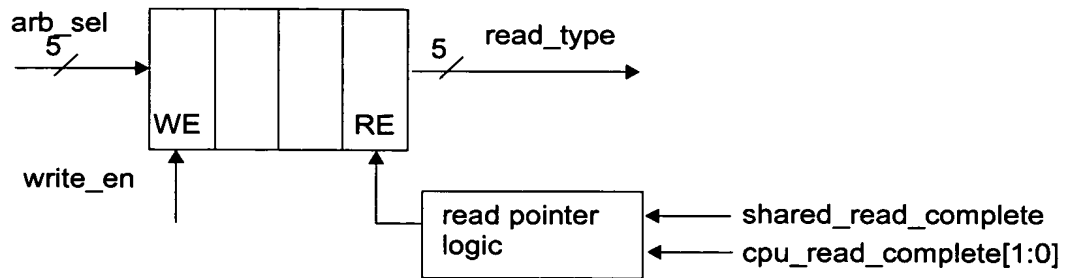 arb_sel
5
5
read_type
WE
RE
write_en
read pointer
logic
shared_read_complete
cpu_read_complete[1:0]